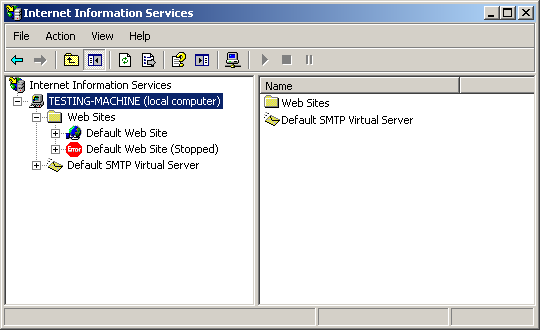 Internet Information Services
File Action View Help
Internet Information Services
TESTING-MACHINE (local computer)
Web Sites
Default Web Site
Error
Default Web Site (Stopped)
Default SMTP Virtual Server
Name
Web Sites
Default SMTP Virtual Server